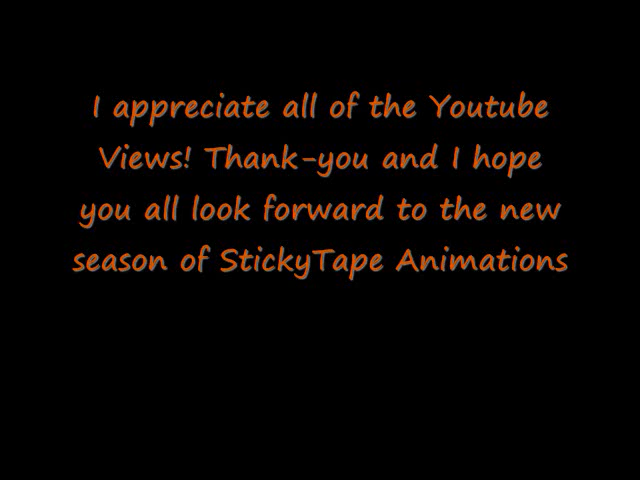 I appreciate all of the Youtube
Views! Thank-you and I hope
you all look forward to the new
season of StickyTape Animations